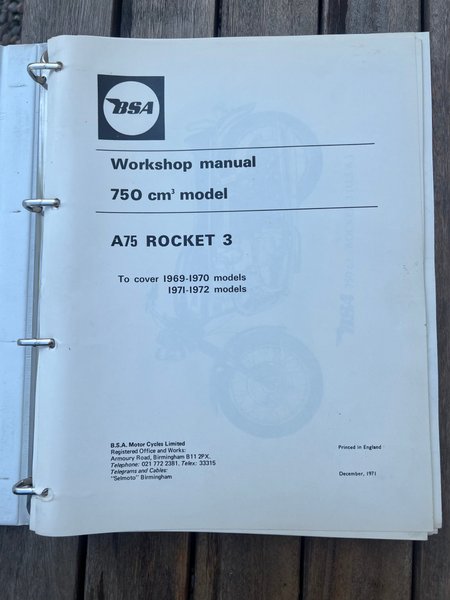 BSA
Workshop manual
750 cm³ model
A75 ROCKET 3
To cover 1969-1970 models
1971-1972 models
B.S.A. Motor Cycles Limited
Registered Office and Works:
Armoury Road, Birmingham B11 2PX.
Telephone: 021 772 2381, Telex: 33315
Telegrams and Cables:
"Selmoto" Birmingham
Printed in England
December, 1971